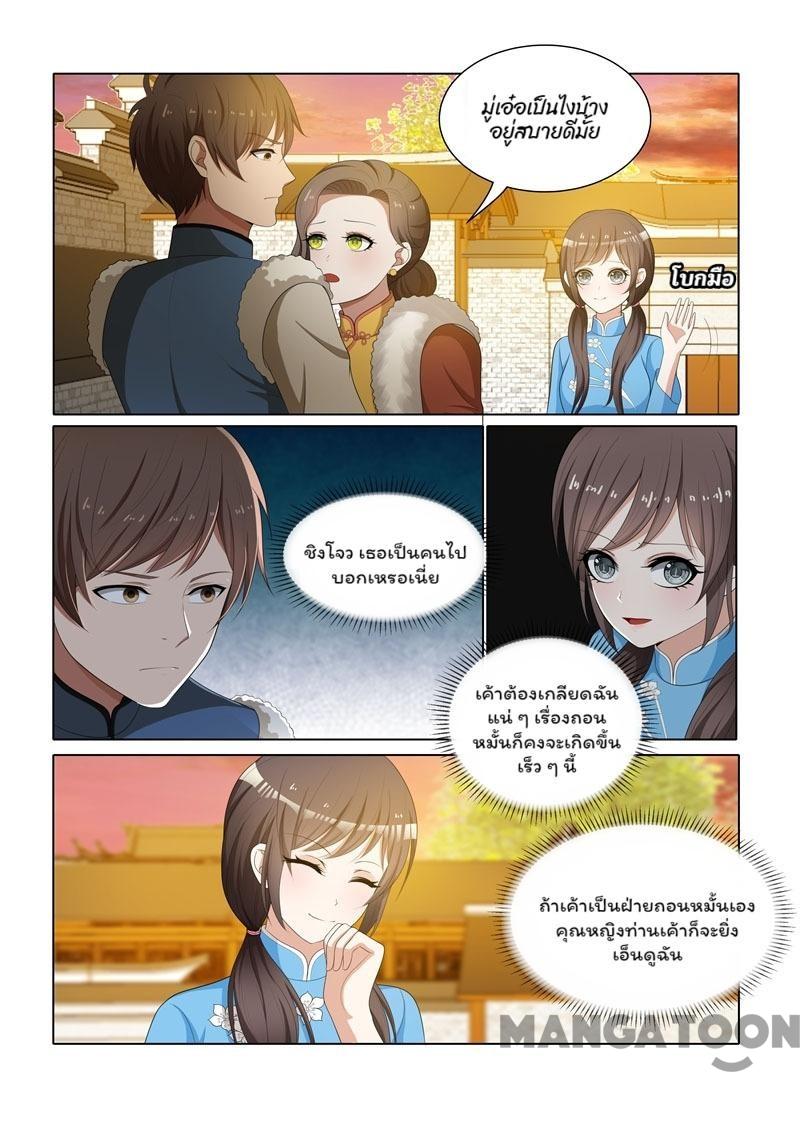 มู่เอ๋อเป็นไงบ้าง
อยู่สบายดีมั้ย
โบกมือ
ชิงโจว เธอเป็นคนไป
บอกเหรอเนี่ย
เค้าต้องเกลียดฉัน
แน่ ๆ เรื่องถอน
หมั้นก็คงจะเกิดขึ้น
เร็ว ๆ นี้
ถ้าเค้าเป็นฝ่ายถอนหมั้นเอง
คุณหญิงท่านเค้าก็จะยิ่ง
เอ็นดูฉัน
MANGATOON